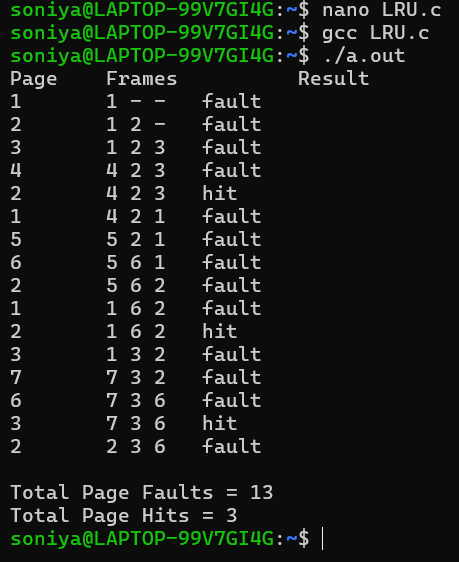 soniya@LAPTOP-99V7GI4G:~$ nano LRU.c
soniya@LAPTOP-99V7GI4G:~$ gcc LRU.c
soniya@LAPTOP-99V7GI4G:~$ ./a.out
Page    Frames          Result
1       1 - -   fault
2       1 2 -   fault
3       1 2 3   fault
4       4 2 3   fault
2       4 2 3   hit
1       4 2 1   fault
5       5 2 1   fault
6       5 6 1   fault
2       5 6 2   fault
1       1 6 2   fault
2       1 6 2   hit
3       1 3 2   fault
7       7 3 2   fault
6       7 3 6   fault
3       7 3 6   hit
2       2 3 6   fault

Total Page Faults = 13
Total Page Hits = 3
soniya@LAPTOP-99V7GI4G:~$